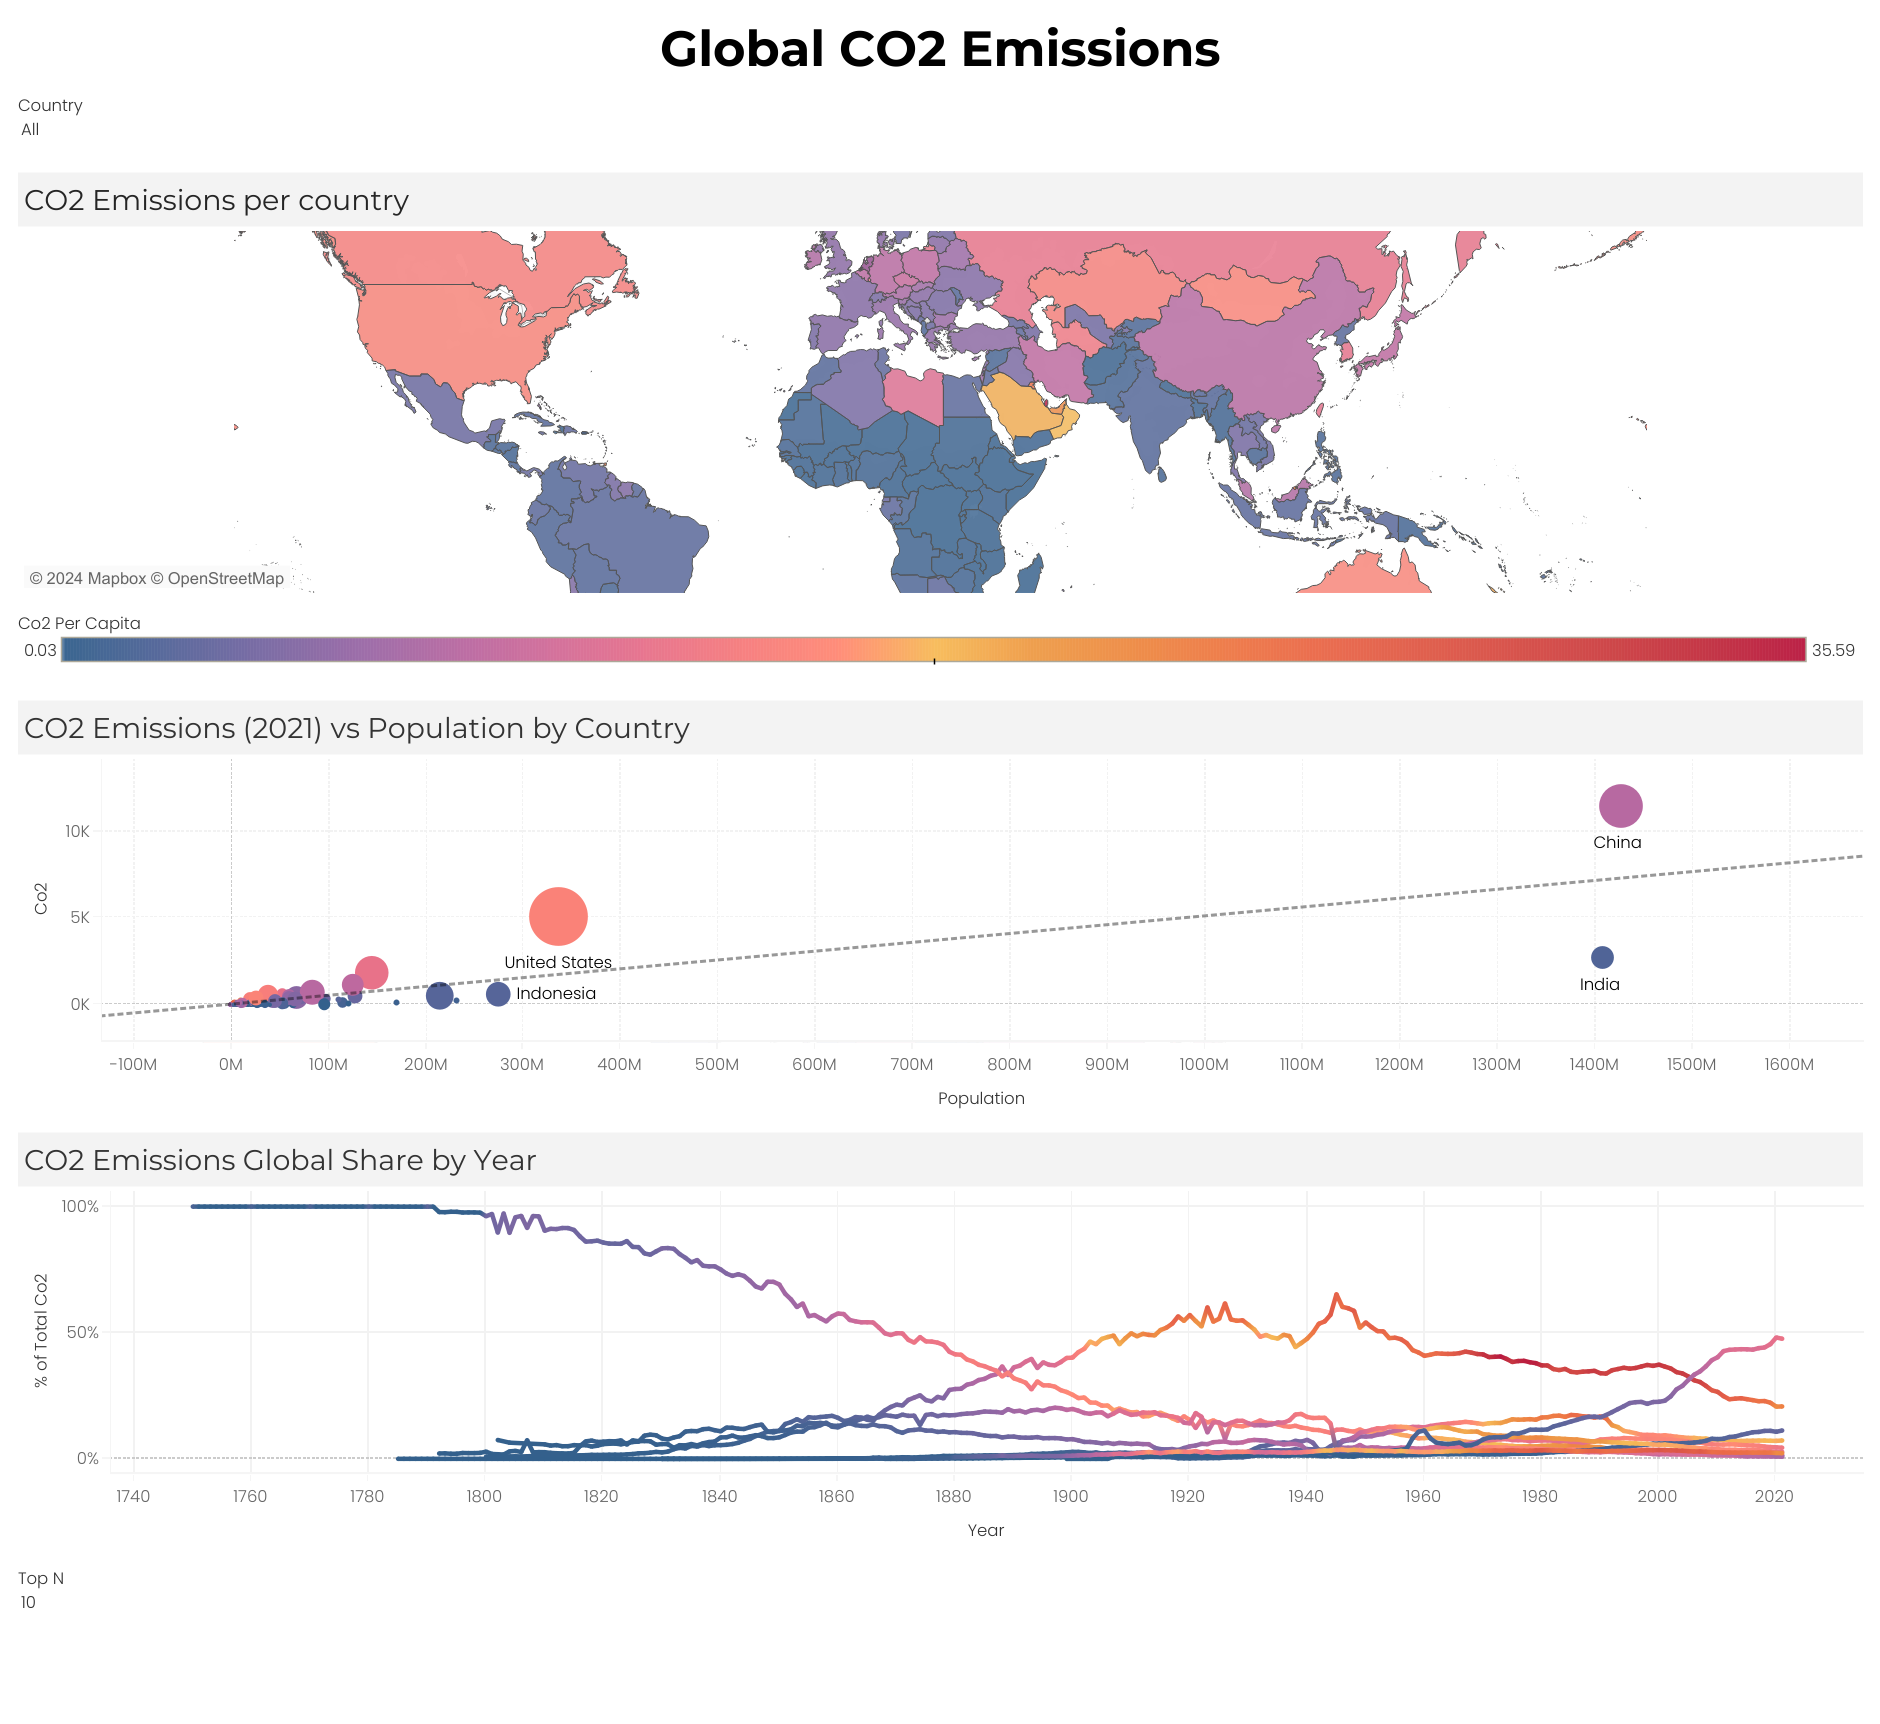 Global CO2 Emissions
Country
All
CO2 Emissions per country
© 2024 Mapbox © OpenStreetMap
Co2 Per Capita
0.03
35.59
CO2 Emissions (2021) vs Population by Country
10K
5K
0K
Co2
China
United States
Indonesia
India
-100M 0M 100M 200M 300M 400M 500M 600M 700M 800M 900M 1000M 1100M 1200M 1300M 1400M 1500M 1600M
Population
CO2 Emissions Global Share by Year
100%
50%
0%
% of Total Co2
1740 1760 1780 1800 1820 1840 1860 1880 1900 1920 1940 1960 1980 2000 2020
Year
Top N
10